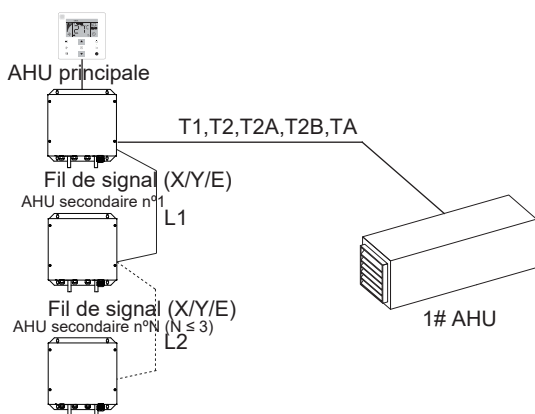 AHU principale
T1,T2,T2A,T2B,TA
Fil de signal (X/Y/E)
AHU secondaire nº1
L1
Fil de signal (X/Y/E)
AHU secondaire nºN (N ≤ 3)
L2
1# AHU